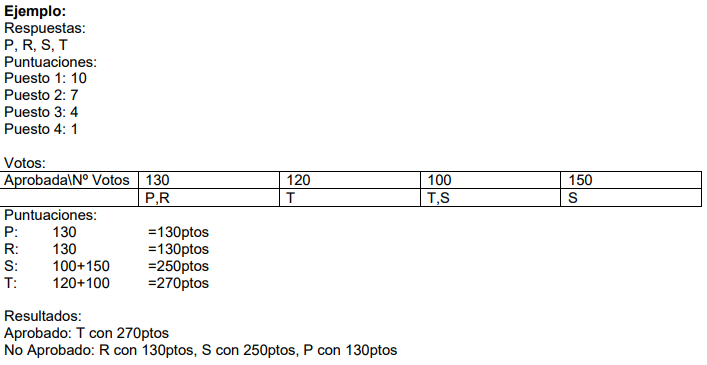 Ejemplo:
Respuestas:
P, R, S, T
Puntuaciones:
Puesto 1: 10
Puesto 2: 7
Puesto 3: 4
Puesto 4: 1
Votos:
Aprobada\Nº Votos 130 120 100 150
P,R T T,S S
Puntuaciones:
P: 130 =130ptos
R: 130 =130ptos
S: 100+150 =250ptos
T: 120+100 =270ptos
Resultados:
Aprobado: T con 270ptos
No Aprobado: R con 130ptos, S con 250ptos, P con 130ptos